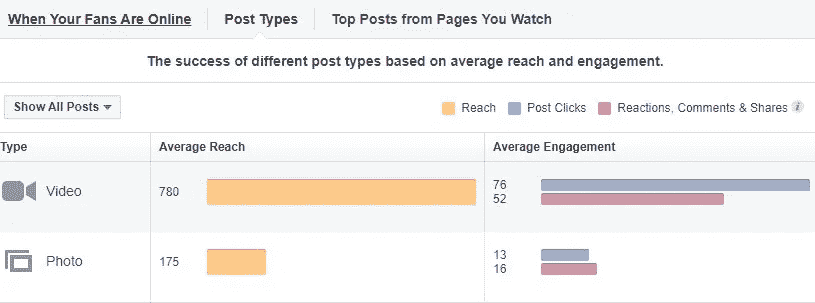 When Your Fans Are Online Post Types Top Posts from Pages You Watch
The success of different post types based on average reach and engagement.
Show All Posts Reach Post Clicks Reactions, Comments & Shares i
Type Average Reach Average Engagement
Video 780 76
52
Photo 175 13
16